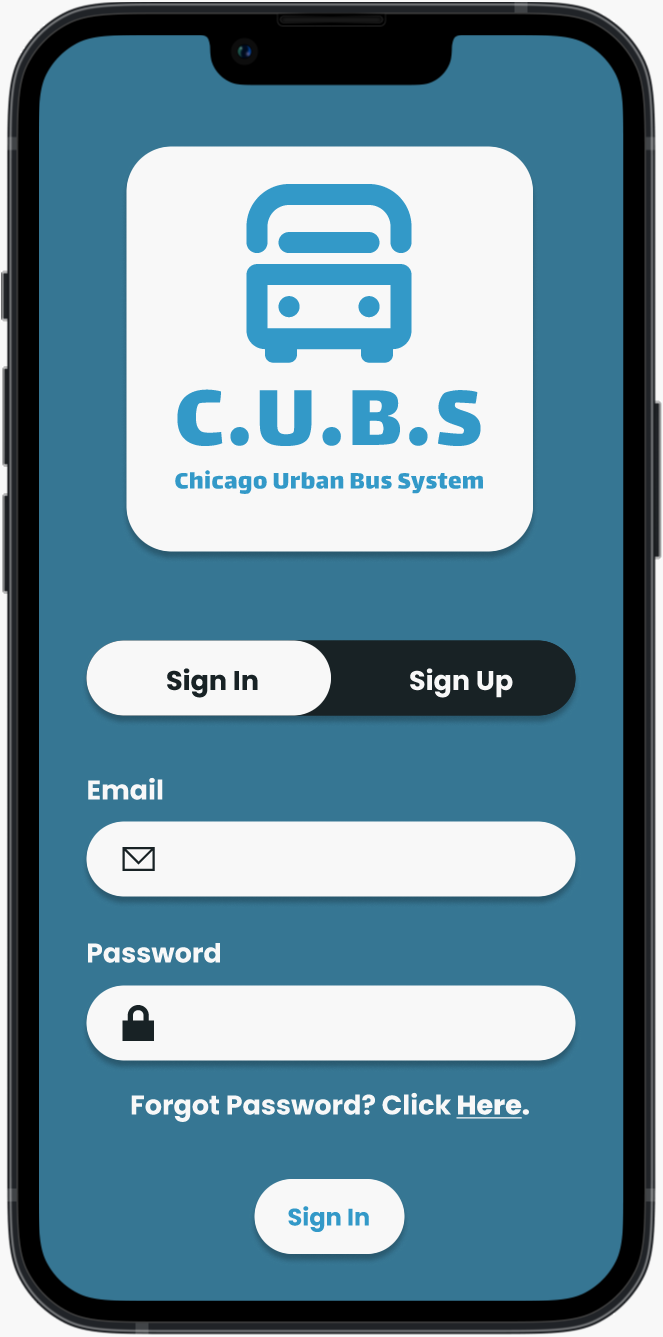 C.U.B.S
Chicago Urban Bus System
Sign In Sign Up
Email
Password
Forgot Password? Click Here.
Sign In